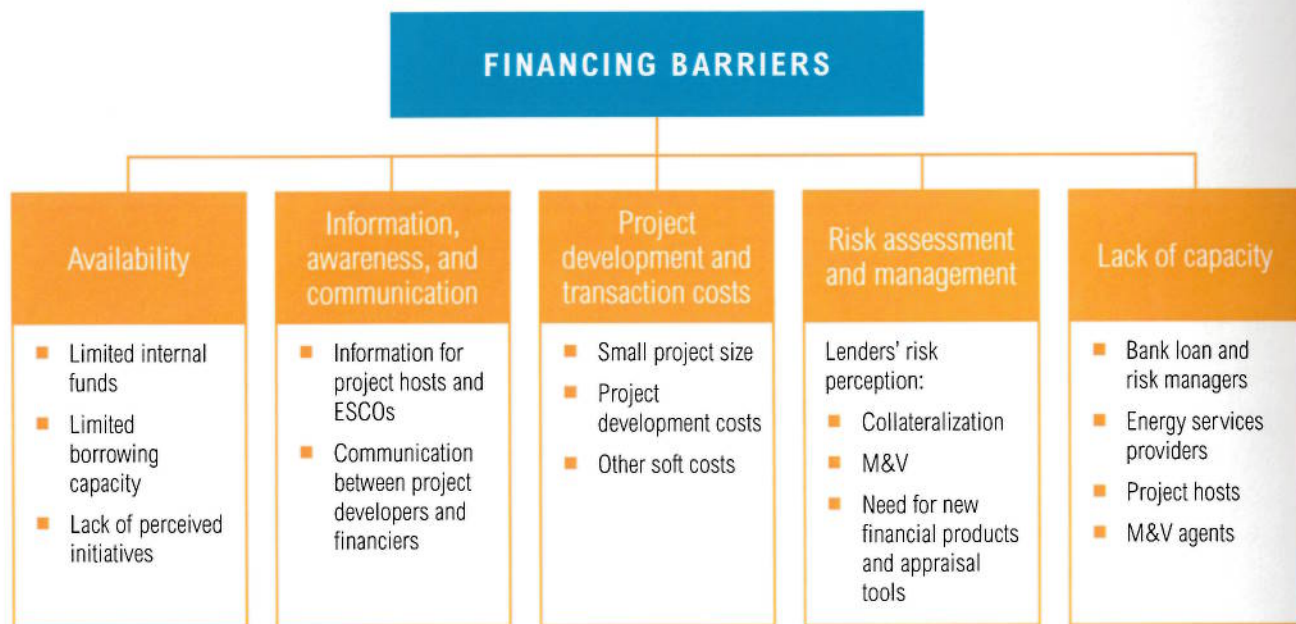 FINANCING BARRIERS
Availability
Limited internal
funds
Limited
borrowing
capacity
Lack of perceived
initiatives
Information,
awareness, and
communication
Information for
project hosts and
ESCOs
Communication
between project
developers and
financiers
Project
development and
transaction costs
Small project size
Project
development costs
Other soft costs
Risk assessment
and management
Lenders' risk
perception:
Collateralization
M&V
Need for new
financial products
and appraisal
tools
Lack of capacity
Bank loan and
risk managers
Energy services
providers
Project hosts
M&V agents